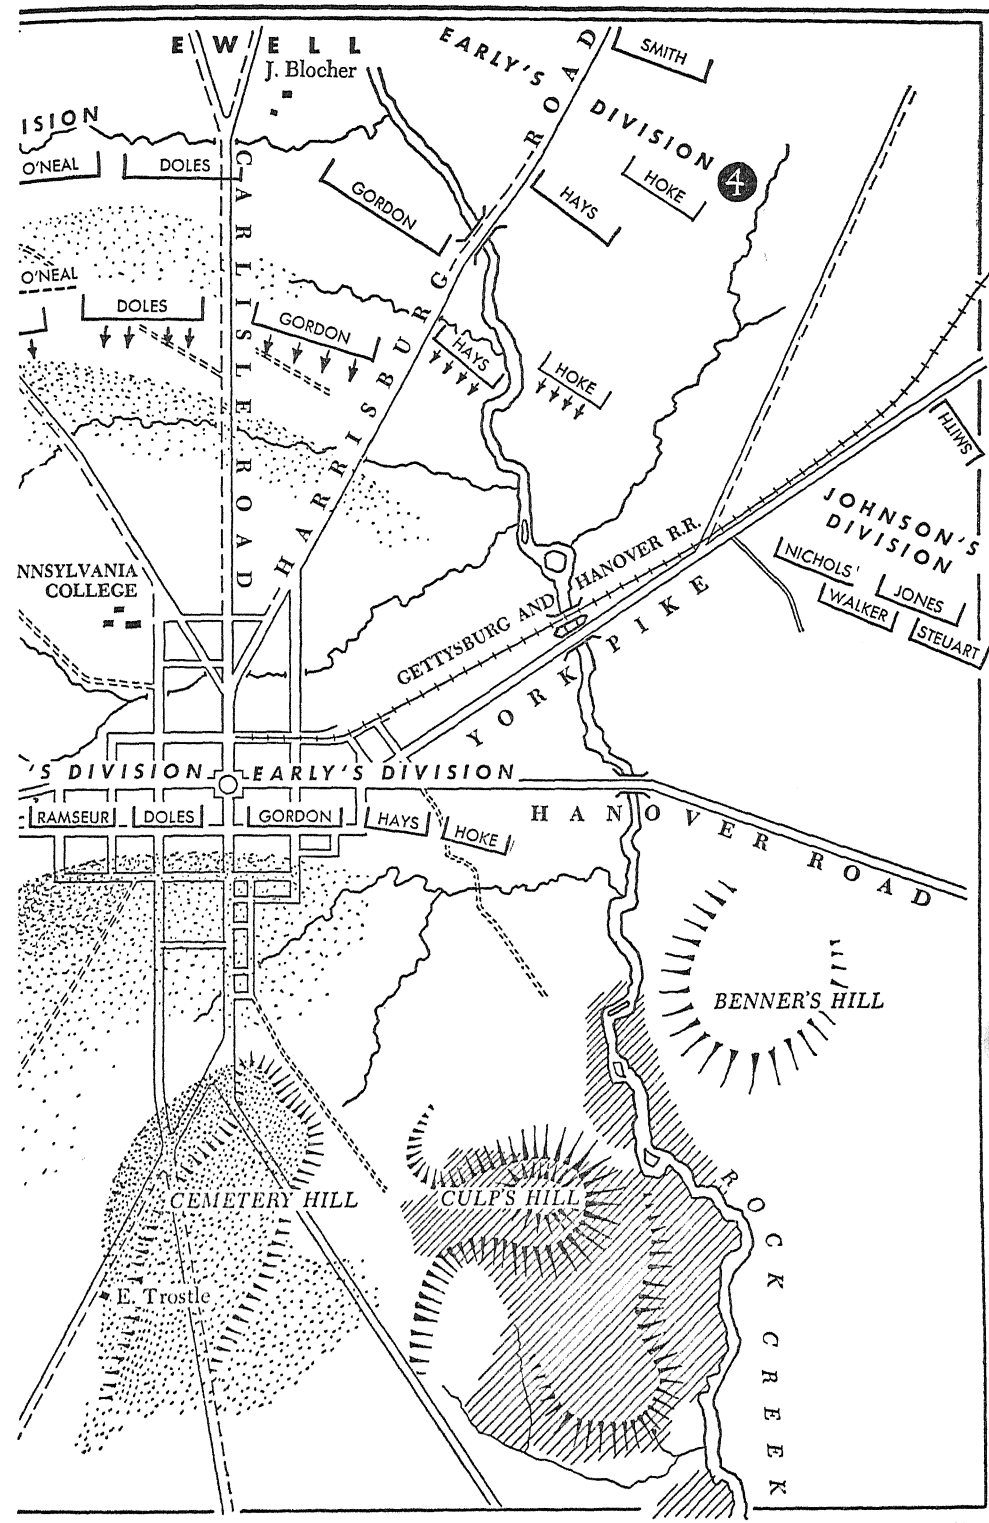 EWELL
J. Blocher
EARLY'S DIVISION
SMITH
ISION
O'NEAL
DOLES
GORDON
HAYS
HOKE
4
CARLISLE ROAD
HARRISBURG ROAD
O'NEAL
DOLES
GORDON
HAYS
HOKE
SMITH
JOHNSON'S
DIVISION
NICHOLS
JONES
WALKER
STEUART
NNSYLVANIA
COLLEGE
GETTYSBURG AND HANOVER R.R.
YORK PIKE
'S DIVISION
EARLY'S DIVISION
RAMSEUR
DOLES
GORDON
HAYS
HOKE
HANOVER ROAD
BENNER'S HILL
CEMETERY HILL
CULP'S HILL
ROCK CREEK
E. Trostle